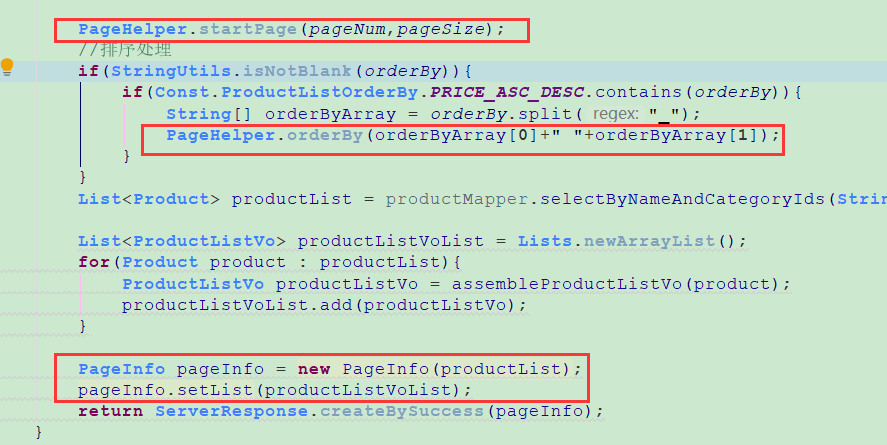 PageHelper.startPage(pageNum,pageSize);
//排序处理
if(StringUtils.isNotBlank(orderBy)){
if(Const.ProductListOrderBy.PRICE_ASC_DESC.contains(orderBy)){
String[] orderByArray = orderBy.split( regex: "_");
PageHelper.orderBy(orderByArray[0]+" "+orderByArray[1]);
}
}
List<Product> productList = productMapper.selectByNameAndCategoryIds(Strin
List<ProductListVo> productListVoList = Lists.newArrayList();
for(Product product : productList){
ProductListVo productListVo = assembleProductListVo(product);
productListVoList.add(productListVo);
}
PageInfo pageInfo = new PageInfo(productList);
pageInfo.setList(productListVoList);
return ServerResponse.createBySuccess(pageInfo);
}